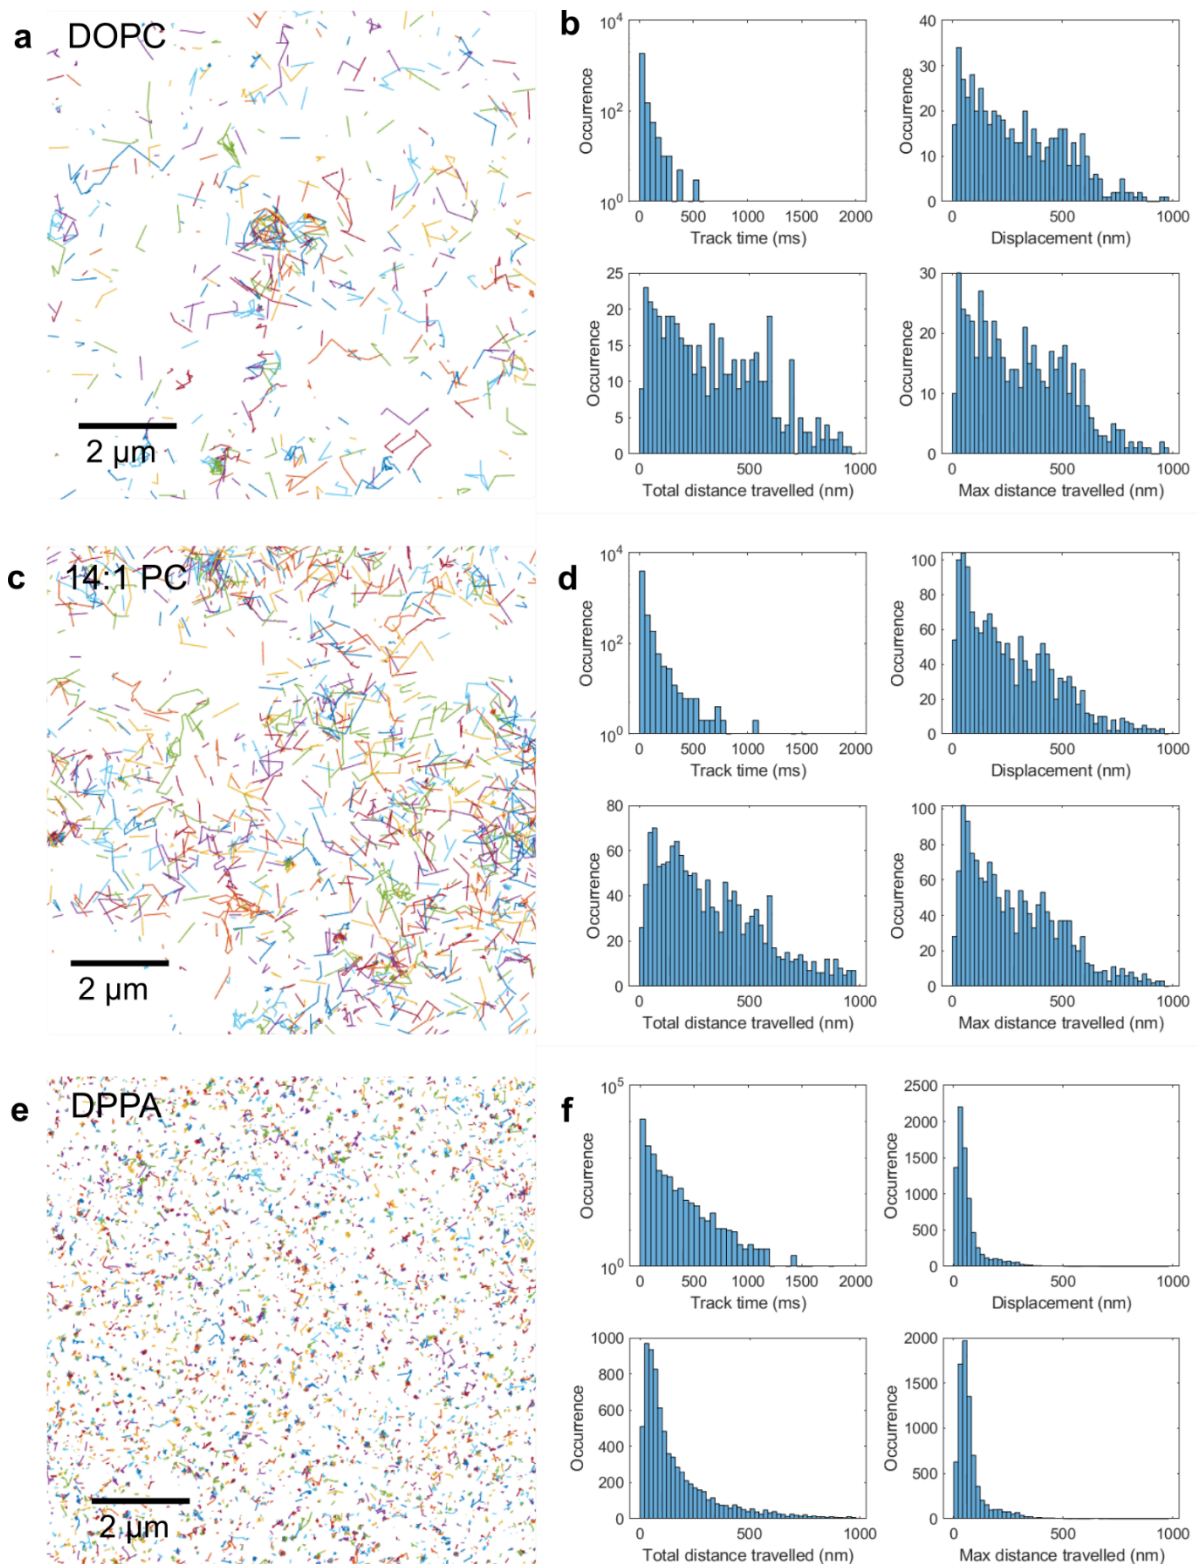 a DOPC
2 μm
b
10^4
10^2
10^0
Occurrence
0 500 1000 1500 2000
Track time (ms)
40
30
20
10
0
Occurrence
0 500 1000
Displacement (nm)
25
20
15
10
5
0
Occurrence
0 500 1000
Total distance travelled (nm)
30
20
10
0
Occurrence
0 500 1000
Max distance travelled (nm)
c 14:1 PC
2 μm
d
10^4
10^2
10^0
Occurrence
0 500 1000 1500 2000
Track time (ms)
100
80
60
40
20
0
Occurrence
0 500 1000
Displacement (nm)
80
60
40
20
0
Occurrence
0 500 1000
Total distance travelled (nm)
100
80
60
40
20
0
Occurrence
0 500 1000
Max distance travelled (nm)
e DPPA
2 μm
f
10^5
10^0
Occurrence
0 500 1000 1500 2000
Track time (ms)
2500
2000
1500
1000
500
0
Occurrence
0 500 1000
Displacement (nm)
1000
800
600
400
200
0
Occurrence
0 500 1000
Total distance travelled (nm)
2000
1500
1000
500
0
Occurrence
0 500 1000
Max distance travelled (nm)